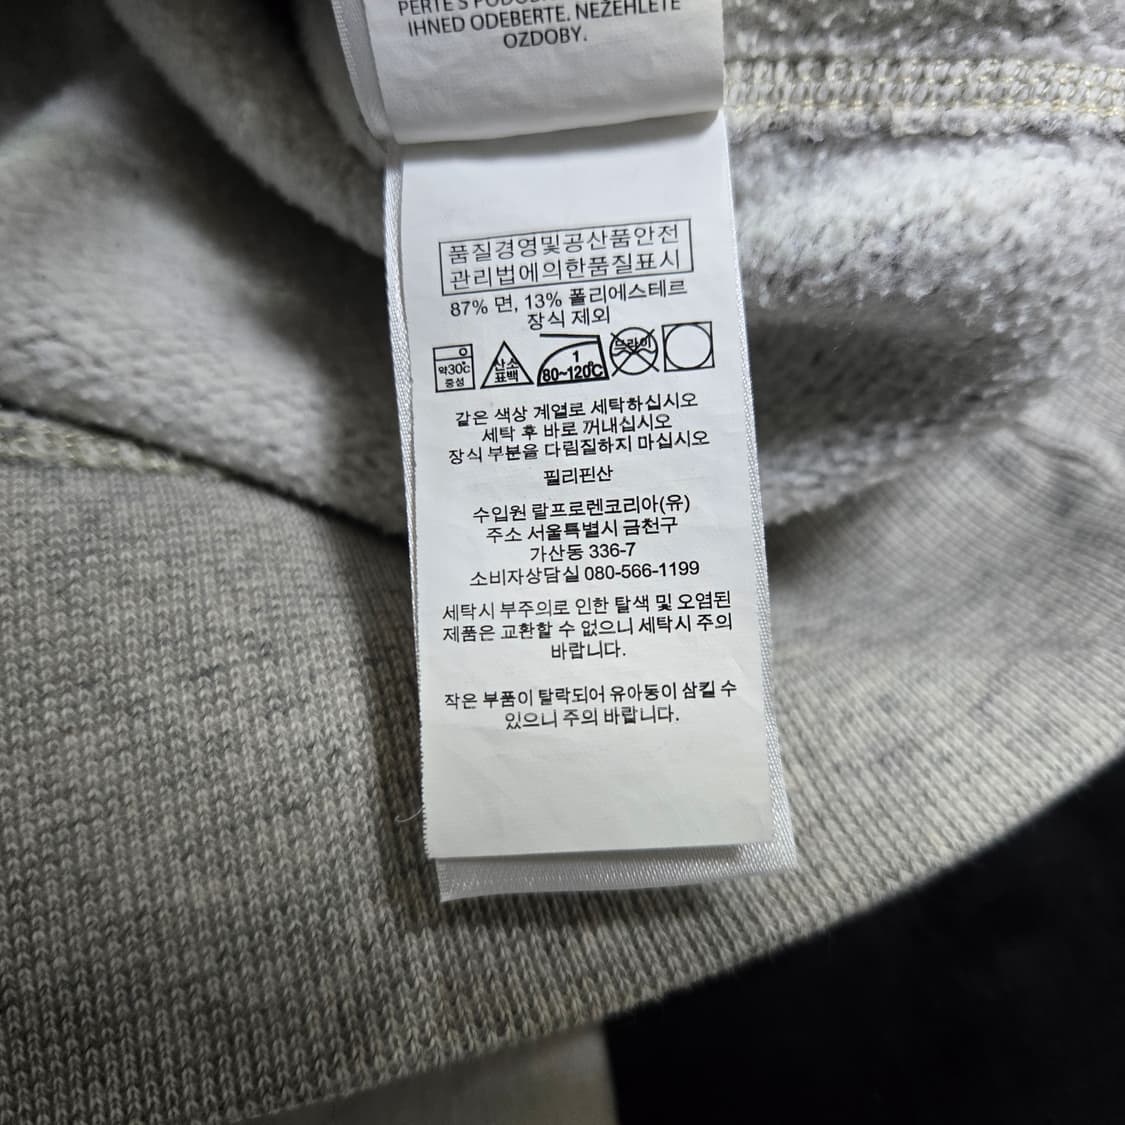 IHNED ODEBERTE. NEŽEHLETE
OZDOBY.
품질경영및공산품안전
관리법에의한품질표시
87% 면, 13% 폴리에스테르
장식 제외
약30℃
중성
산소
표백
1
80~120℃
드라이
같은 색상 계열로 세탁하십시오
세탁 후 바로 꺼내십시오
장식 부분을 다림질하지 마십시오
필리핀산
수입원 랄프로렌코리아(유)
주소 서울특별시 금천구
가산동 336-7
소비자상담실 080-566-1199
세탁시 부주의로 인한 탈색 및 오염된
제품은 교환할 수 없으니 세탁시 주의
바랍니다.
작은 부품이 탈락되어 유아동이 삼킬 수
있으니 주의 바랍니다.